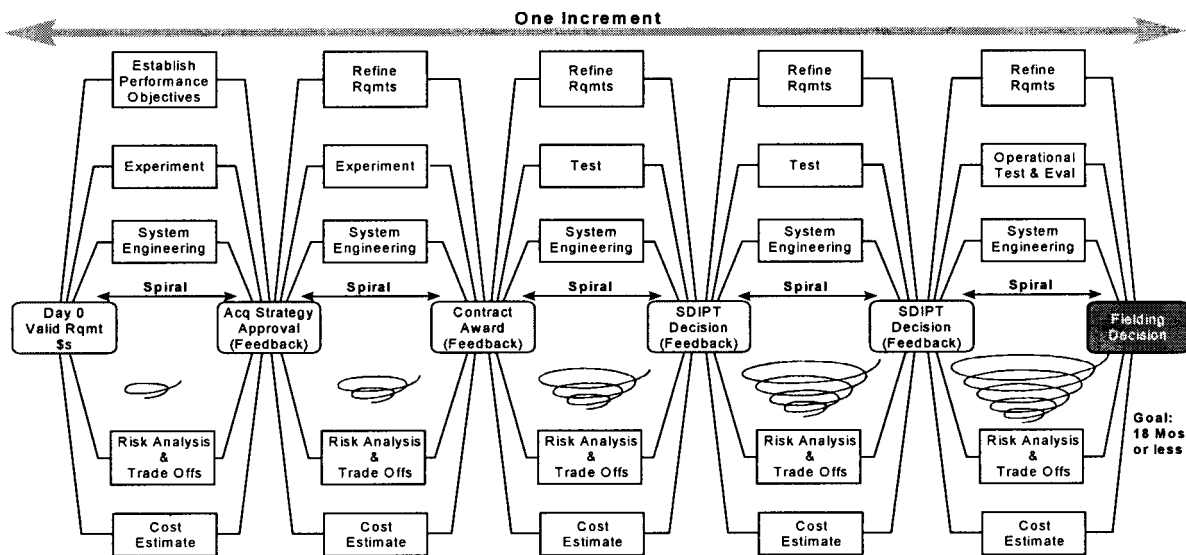 One Increment
Establish
Performance
Objectives
Refine
Rqmts
Refine
Rqmts
Refine
Rqmts
Refine
Rqmts
Experiment
Experiment
Test
Test
Operational
Test & Eval
System
Engineering
System
Engineering
System
Engineering
System
Engineering
System
Engineering
Spiral
Spiral
Spiral
Spiral
Spiral
Day 0
Valid Rqmt
$s
Acq Strategy
Approval
(Feedback)
Contract
Award
(Feedback)
SDIPT
Decision
(Feedback)
SDIPT
Decision
(Feedback)
Fielding
Decision
Goal:
18 Mos
or less
Risk Analysis
&
Trade Offs
Risk Analysis
&
Trade Offs
Risk Analysis
&
Trade Offs
Risk Analysis
&
Trade Offs
Risk Analysis
&
Trade Offs
Cost
Estimate
Cost
Estimate
Cost
Estimate
Cost
Estimate
Cost
Estimate